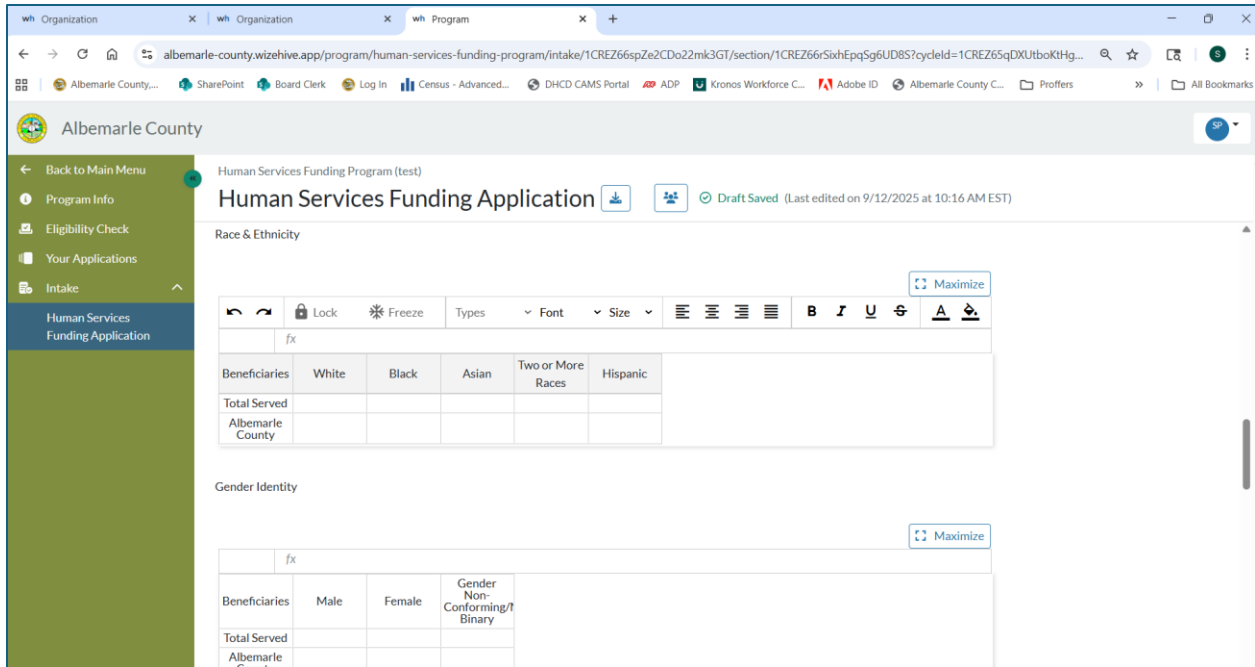 wh Organization
wh Organization
wh Program
albemarle-county.wizehive.app/program/human-services-funding-program/intake/1CREZ66spZe2CDo22mk3GT/section/1CREZ66rSixhEpqSg6UD8S?cycleId=1CREZ65qDXUtboKtHg...
S
Albemarle County,...
SharePoint
Board Clerk
Log In
Census - Advanced...
DHCD CAMS Portal
ADP
Kronos Workforce C...
Adobe ID
Albemarle County C...
Proffers
»
All Bookmarks
Albemarle County
SP
Back to Main Menu
Program Info
Eligibility Check
Your Applications
Intake
Human Services
Funding Application
Human Services Funding Program (test)
Human Services Funding Application
Draft Saved (Last edited on 9/12/2025 at 10:16 AM EST)
Race & Ethnicity
Maximize
Lock Freeze Types Font Size B I U S A
fx
Beneficiaries White Black Asian Two or More Races Hispanic
Total Served
Albemarle
County
Gender Identity
Maximize
fx
Beneficiaries Male Female Gender Non-Conforming/ Binary
Total Served
Albemarle